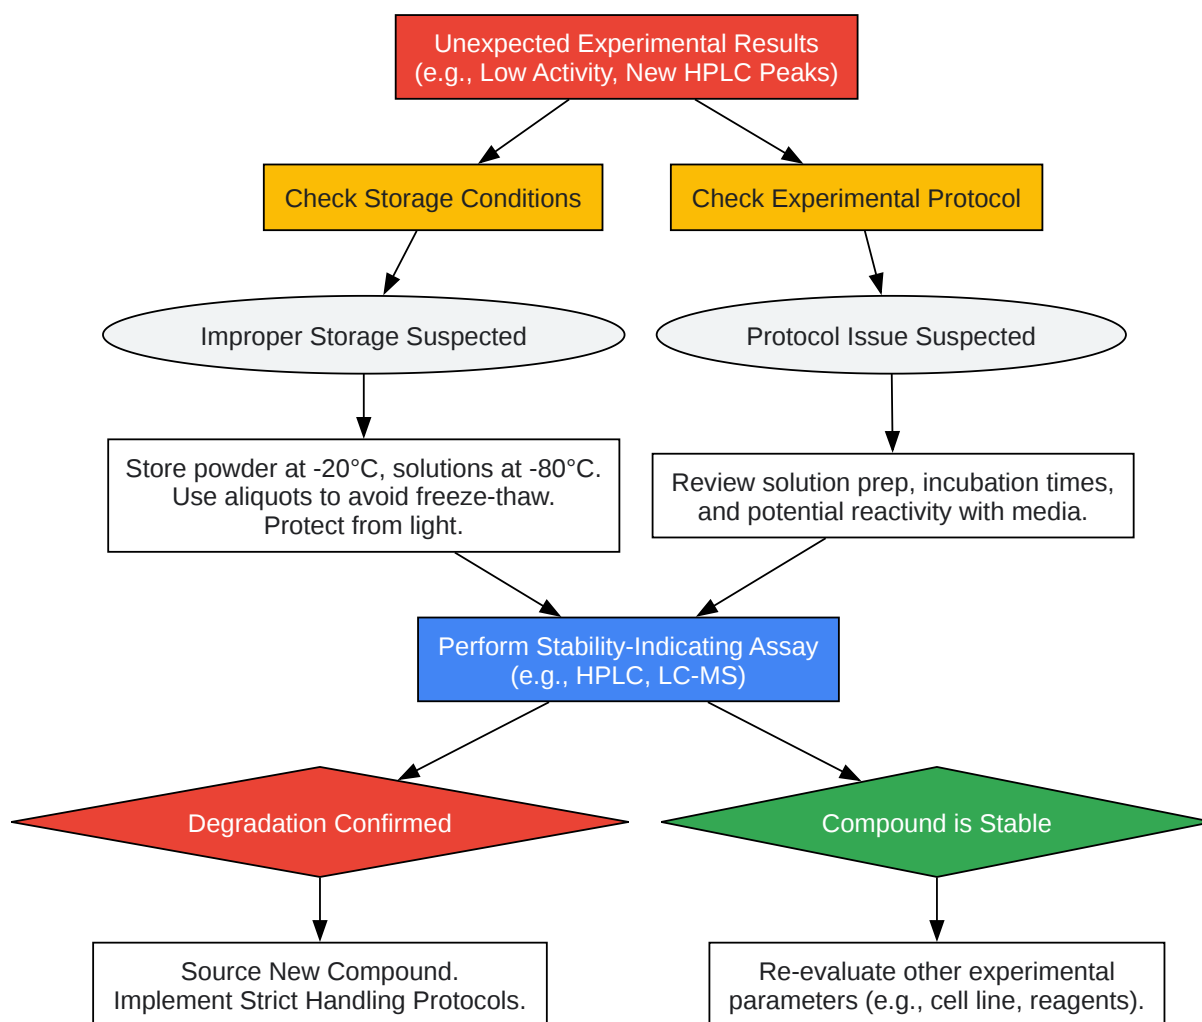 Unexpected Experimental Results
(e.g., Low Activity, New HPLC Peaks)
Check Storage Conditions
Check Experimental Protocol
Improper Storage Suspected
Protocol Issue Suspected
Store powder at -20°C, solutions at -80°C.
Use aliquots to avoid freeze-thaw.
Protect from light.
Review solution prep, incubation times,
and potential reactivity with media.
Perform Stability-Indicating Assay
(e.g., HPLC, LC-MS)
Degradation Confirmed
Compound is Stable
Source New Compound.
Implement Strict Handling Protocols.
Re-evaluate other experimental
parameters (e.g., cell line, reagents).